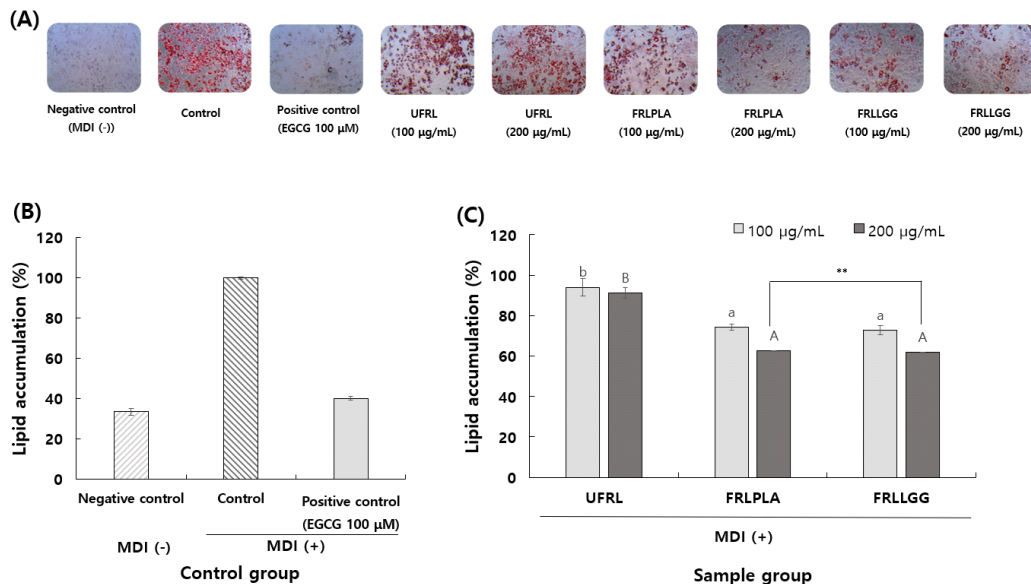 (A)
Negative control
(MDI (-))
Control
Positive control
(EGCG 100 μM)
UFRL
(100 μg/mL)
UFRL
(200 μg/mL)
FRLPLA
(100 μg/mL)
FRLPLA
(200 μg/mL)
FRLLGG
(100 μg/mL)
FRLLGG
(200 μg/mL)
(B)
Lipid accumulation (%)
120
100
80
60
40
20
0
Negative control
Control
Positive control
(EGCG 100 μM)
MDI (-)
MDI (+)
Control group
(C)
100 μg/mL
200 μg/mL
Lipid accumulation (%)
120
100
80
60
40
20
0
b
B
a
A
**
a
A
UFRL
FRLPLA
FRLLGG
MDI (+)
Sample group